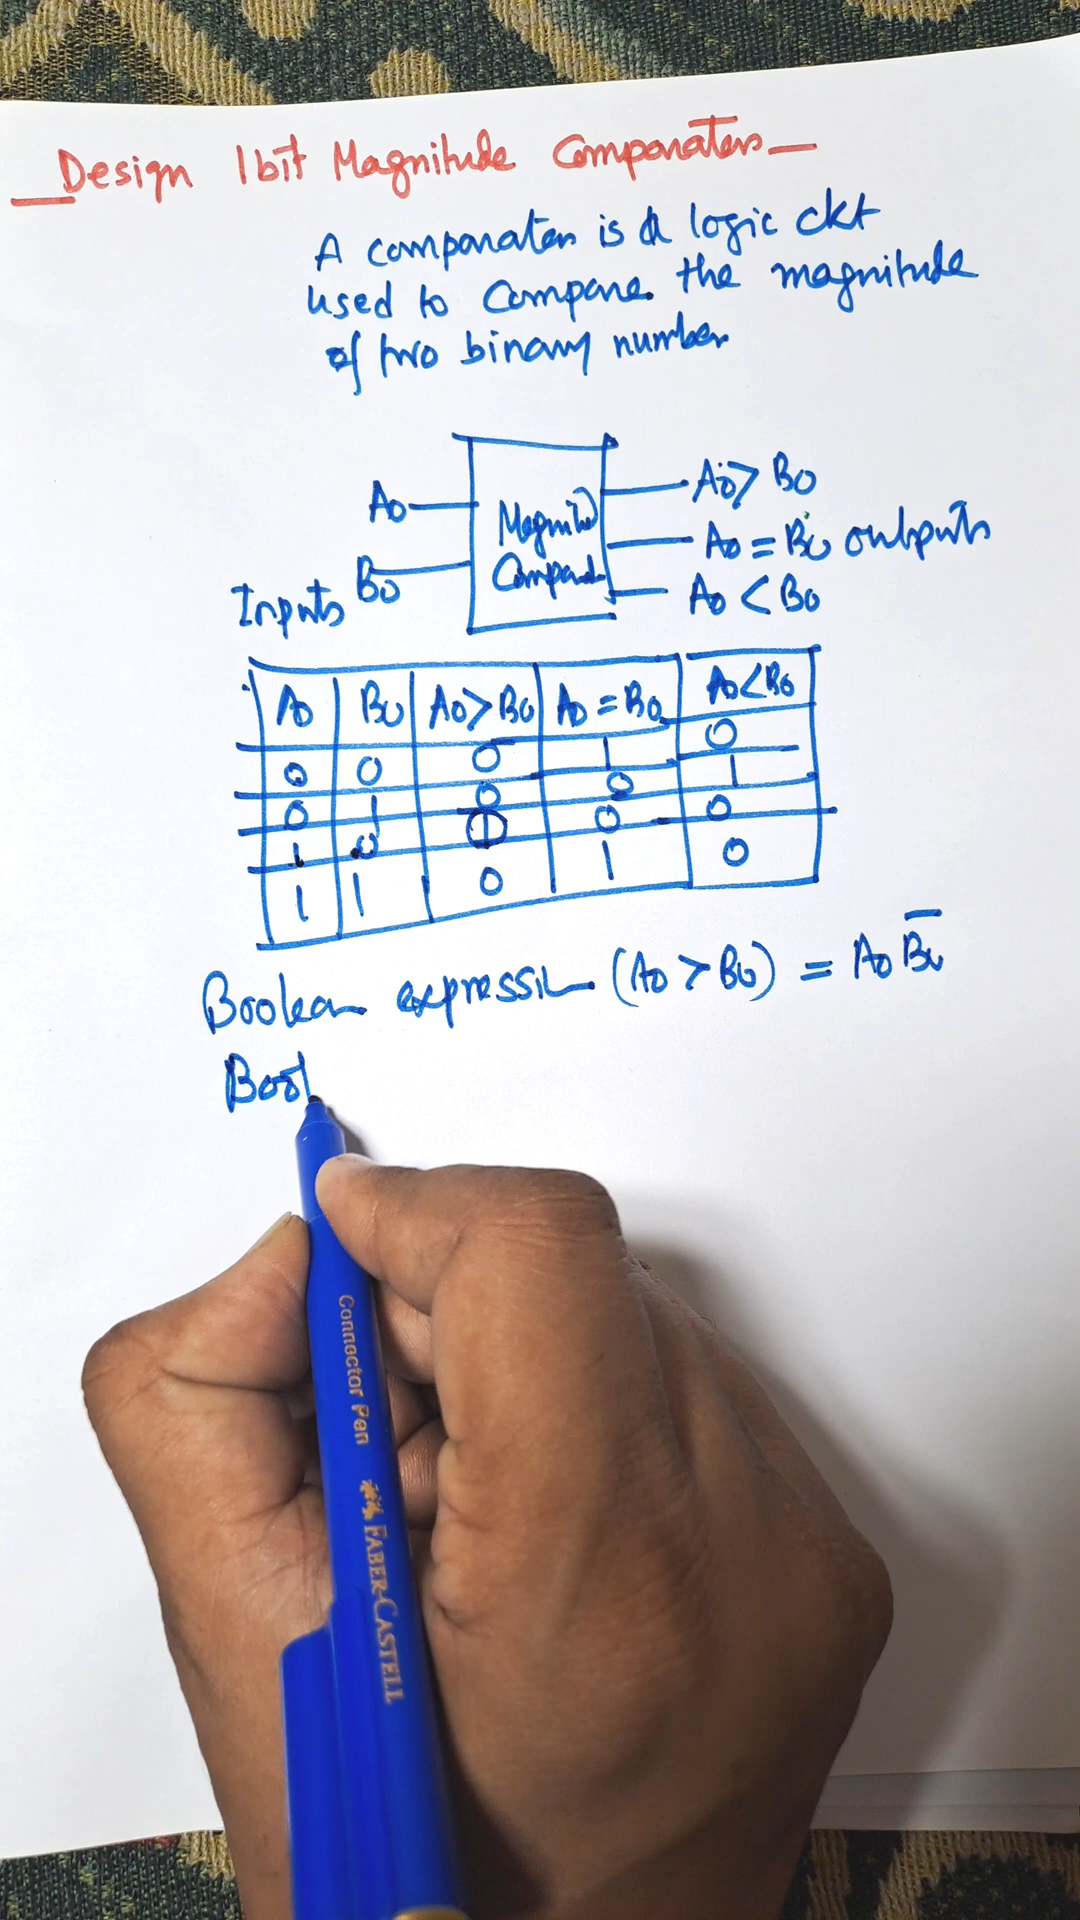 Design 1bit Magnitude Comparator
A comparator is a logic ckt
used to compare the magnitude
of two binary number
A0 A0 > B0
Magnitud A0 = B0 outputs
Inputs B0 Compard A0 < B0
A0 B0 A0>B0 A0=B0 A0<B0
0 0 0 1 0
0 1 0 0 1
1 0 1 0 0
1 1 0 1 0
Boolean expression (A0 > B0) = A0 B̅0
Bool
Connector Pen FABER-CASTELL